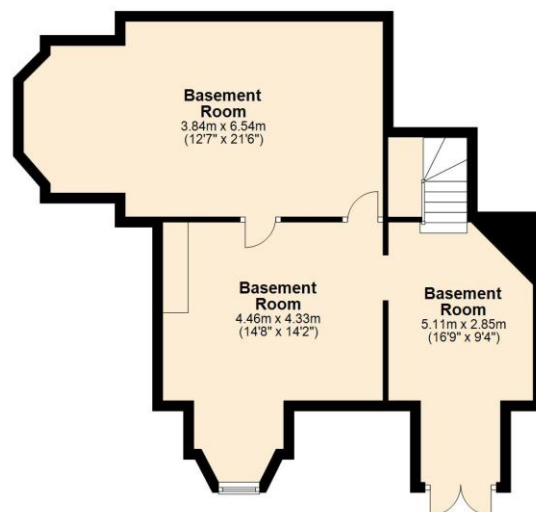 Basement
Room
3.84m x 6.54m
(12'7" x 21'6")
Basement
Room
4.46m x 4.33m
(14'8" x 14'2")
Basement
Room
5.11m x 2.85m
(16'9" x 9'4")